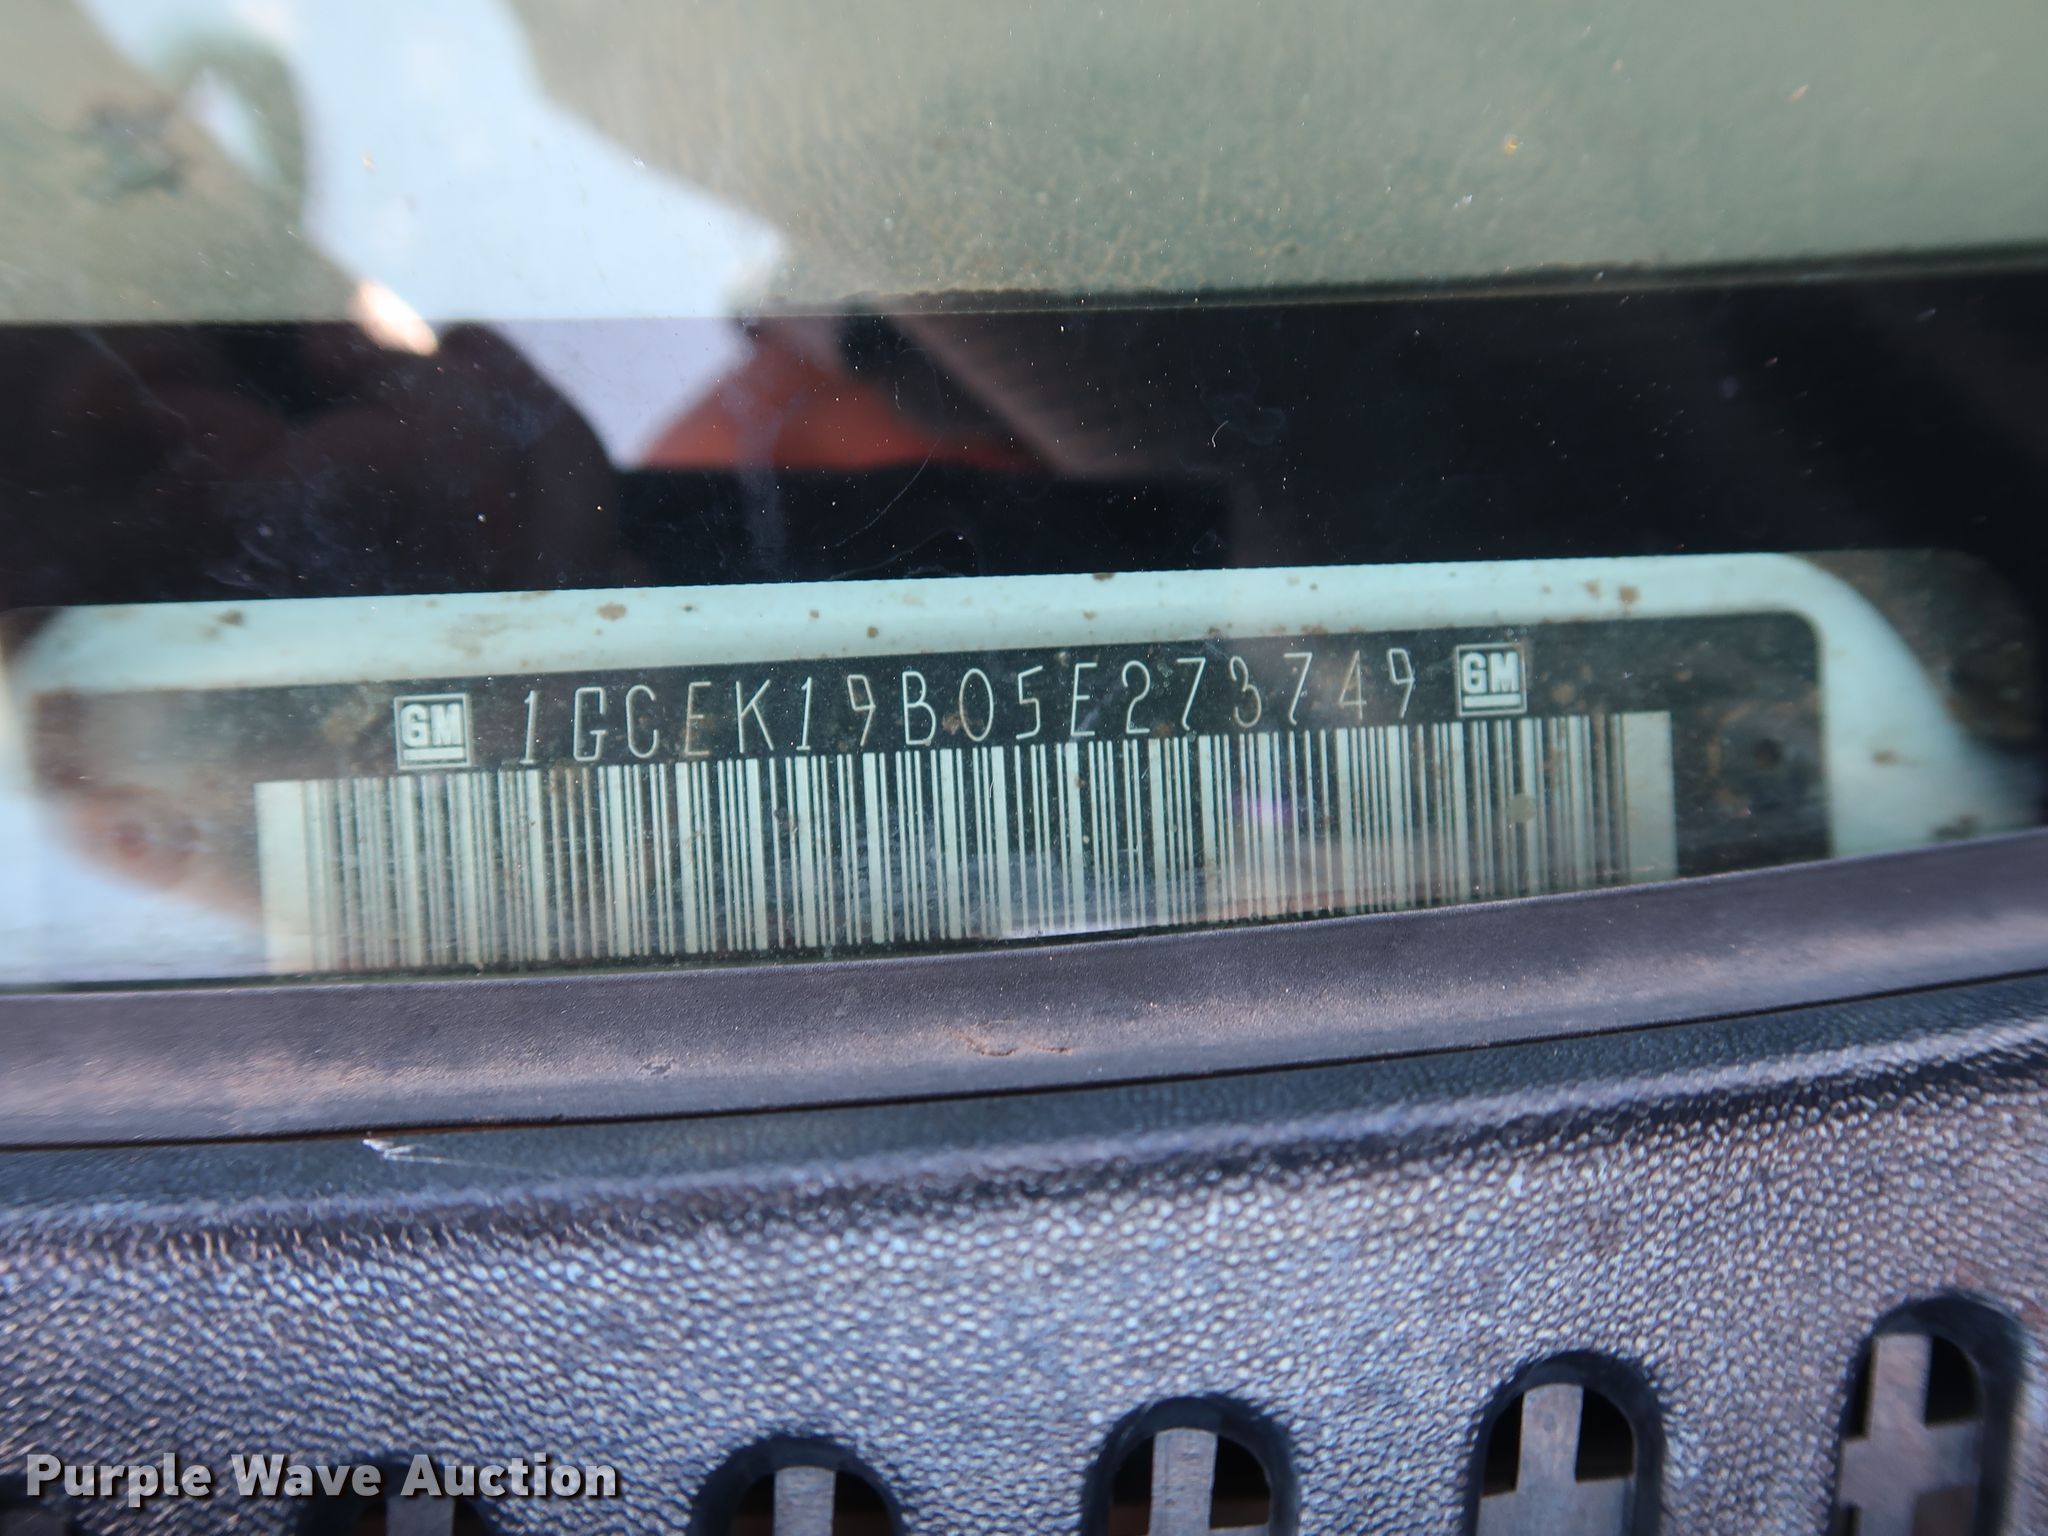 GM 1GCEK19B05E273749 GM
Purple Wave Auction